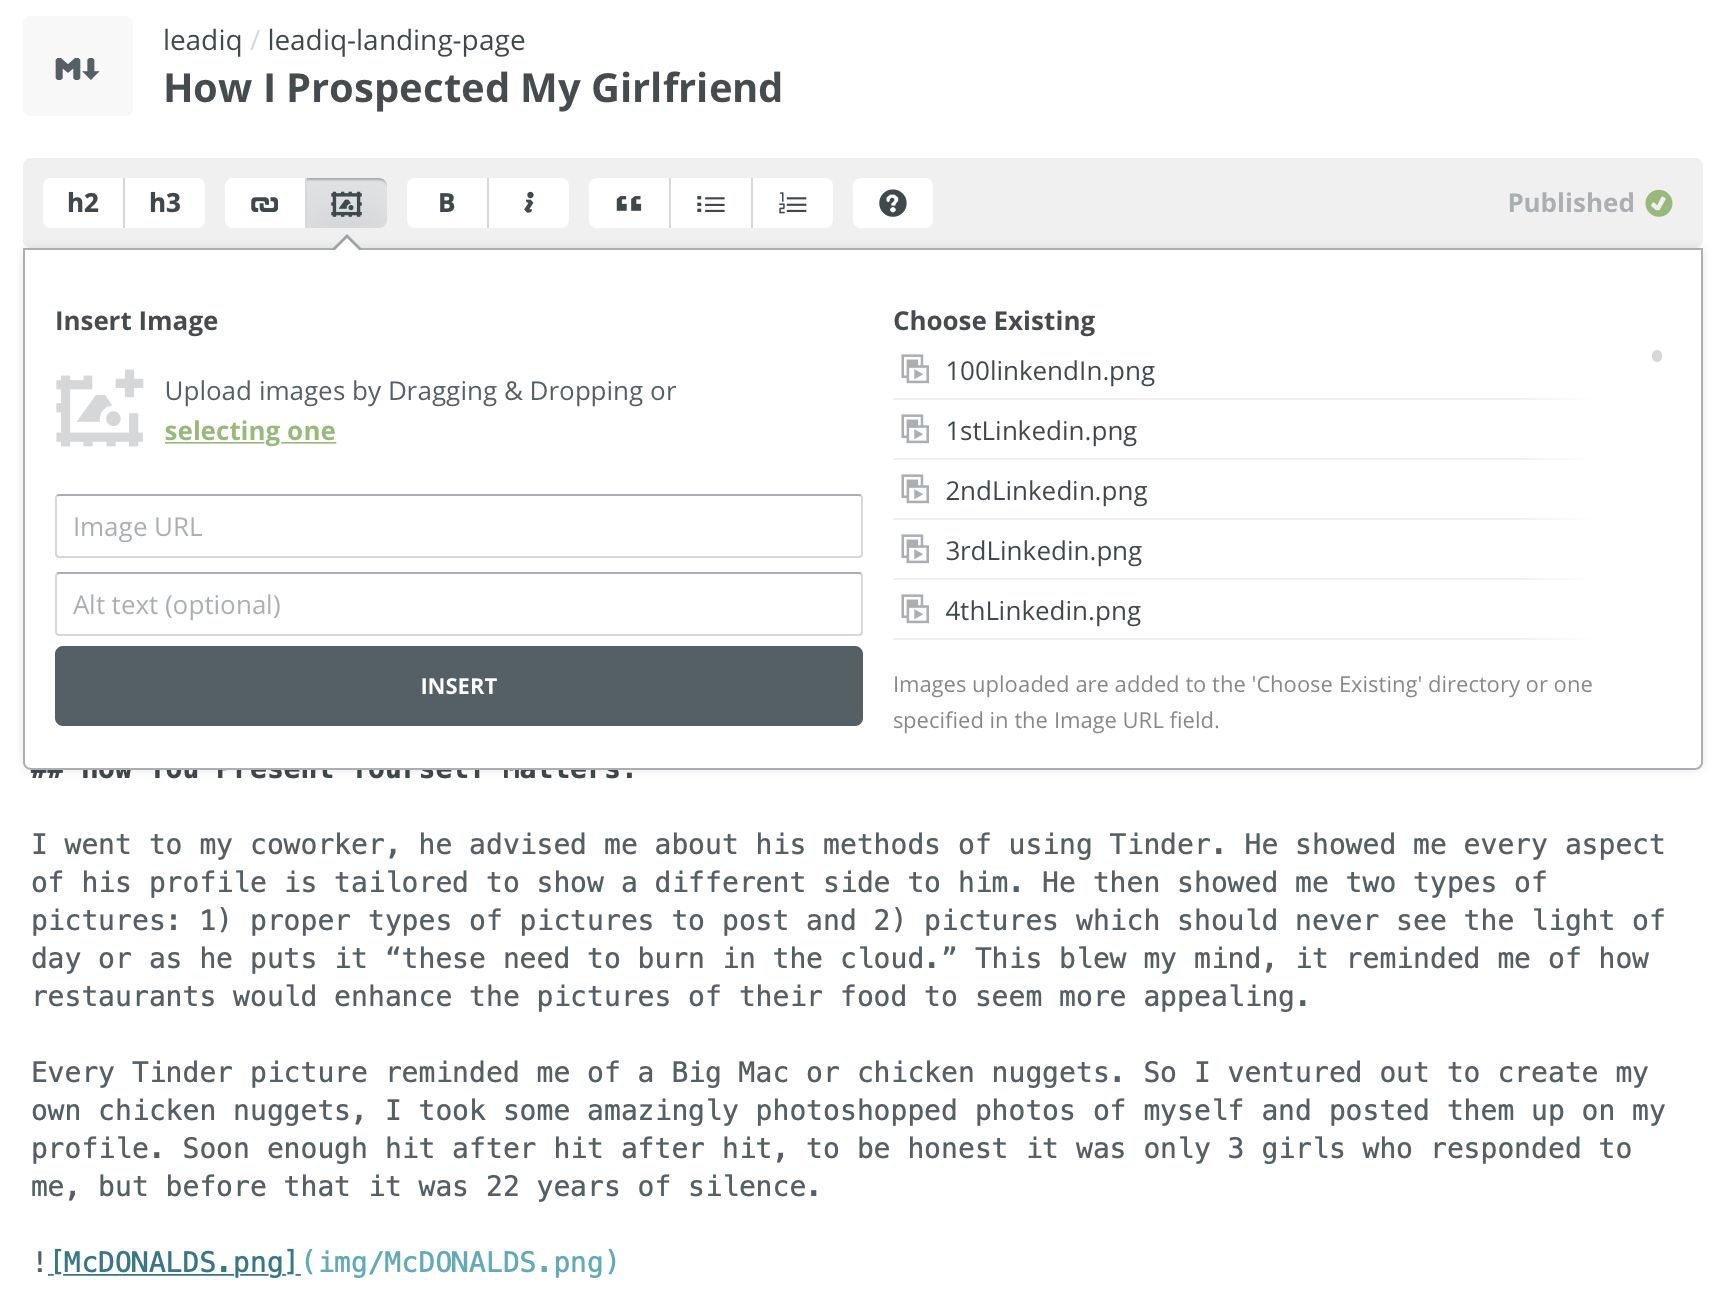 M
leadiq / leadiq-landing-page
How I Prospected My Girlfriend
h2 h3 B i “ ? Published
Insert Image
Upload images by Dragging & Dropping or
selecting one
Image URL
Alt text (optional)
INSERT
Choose Existing
100linkendIn.png
1stLinkedin.png
2ndLinkedin.png
3rdLinkedin.png
4thLinkedin.png
Images uploaded are added to the 'Choose Existing' directory or one
specified in the Image URL field.
## How You Present Yourself Matters.
I went to my coworker, he advised me about his methods of using Tinder. He showed me every aspect
of his profile is tailored to show a different side to him. He then showed me two types of
pictures: 1) proper types of pictures to post and 2) pictures which should never see the light of
day or as he puts it “these need to burn in the cloud.” This blew my mind, it reminded me of how
restaurants would enhance the pictures of their food to seem more appealing.
Every Tinder picture reminded me of a Big Mac or chicken nuggets. So I ventured out to create my
own chicken nuggets, I took some amazingly photoshopped photos of myself and posted them up on my
profile. Soon enough hit after hit after hit, to be honest it was only 3 girls who responded to
me, but before that it was 22 years of silence.
![McDONALDS.png](img/McDONALDS.png)